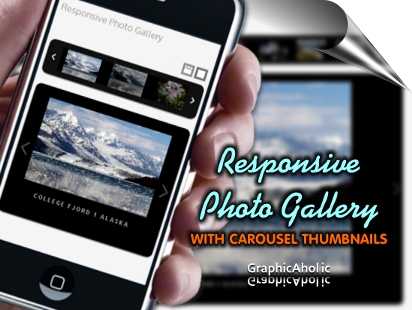 Responsive Photo Gallery
COLLEGE FJORD 1 ALASKA
Responsive
Photo Gallery
WITH CAROUSEL THUMBNAILS
GraphicAholic
GraphicAholic